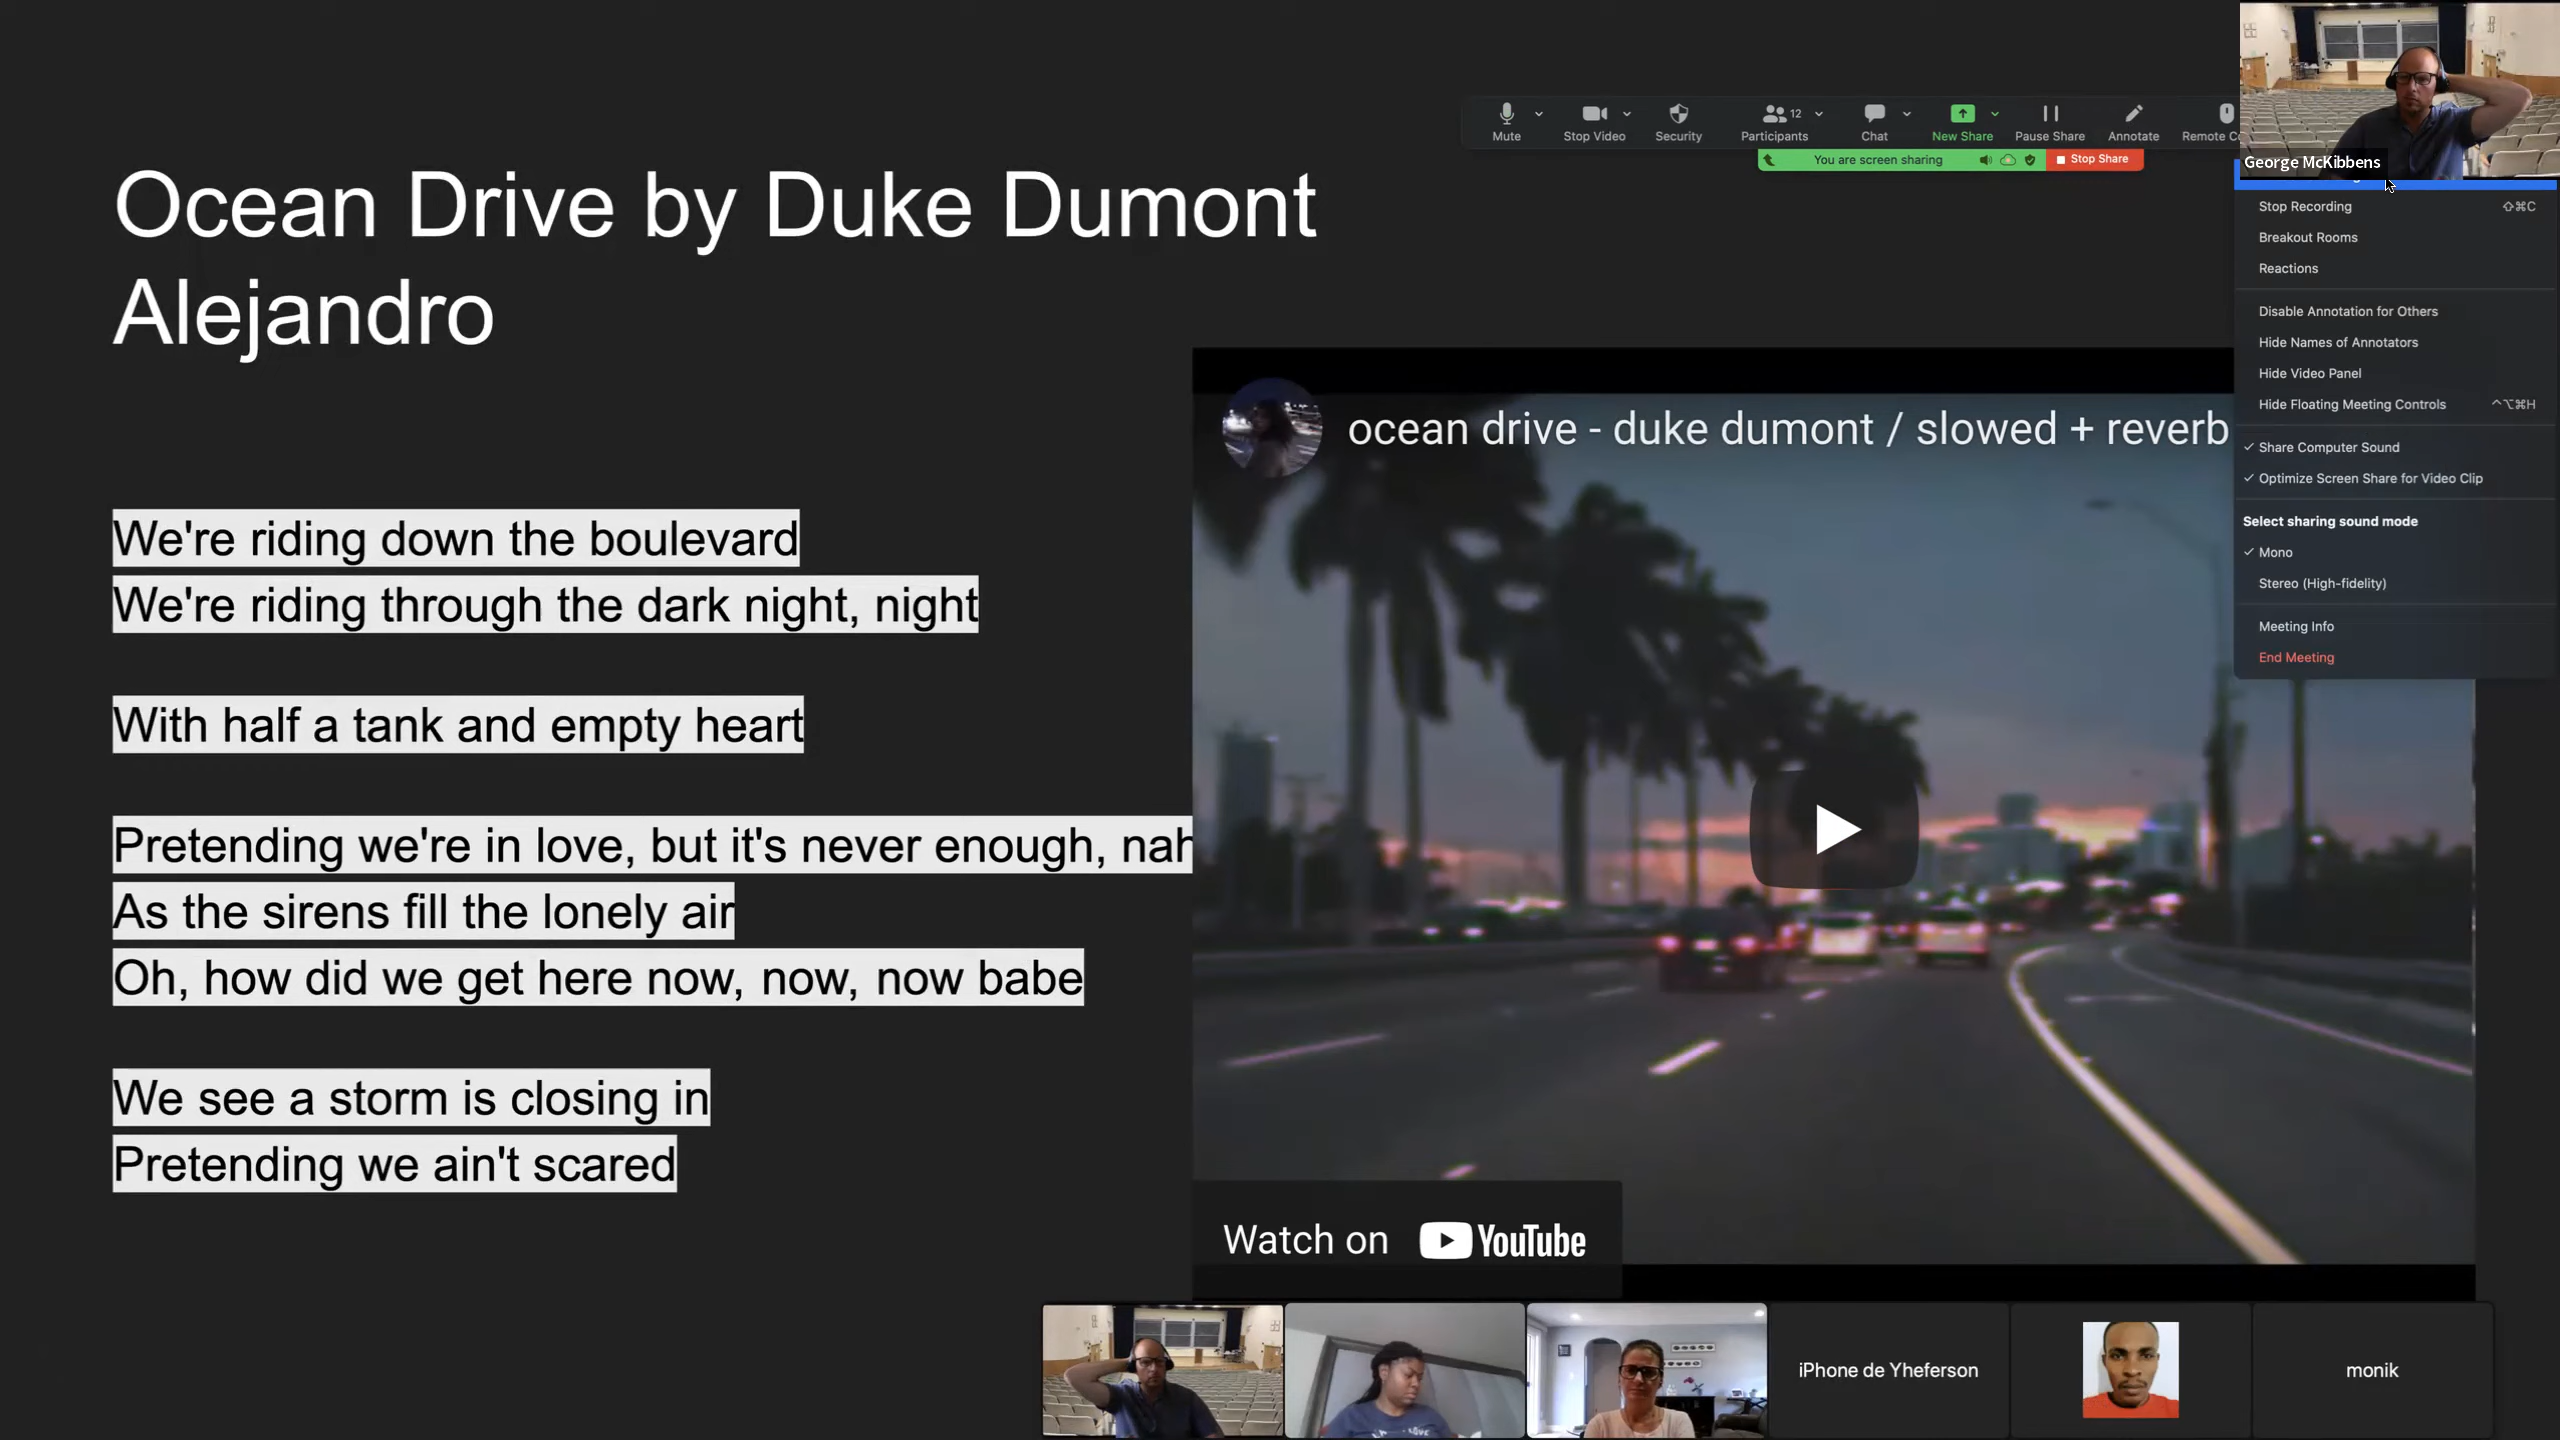 Ocean Drive by Duke Dumont
Alejandro
We're riding down the boulevard
We're riding through the dark night, night
With half a tank and empty heart
Pretending we're in love, but it's never enough, nah
As the sirens fill the lonely air
Oh, how did we get here now, now, now babe
We see a storm is closing in
Pretending we ain't scared
Mute
Stop Video
Security
12
Participants
Chat
New Share
Pause Share
Annotate
Remote Co
You are screen sharing
Stop Share
George McKibbens
Stop Recording ⇧⌘C
Breakout Rooms
Reactions
Disable Annotation for Others
Hide Names of Annotators
Hide Video Panel
Hide Floating Meeting Controls ^⌥⌘H
✓ Share Computer Sound
✓ Optimize Screen Share for Video Clip
Select sharing sound mode
✓ Mono
Stereo (High-fidelity)
Meeting Info
End Meeting
ocean drive - duke dumont / slowed + reverb
Watch on YouTube
iPhone de Yheferson
monik